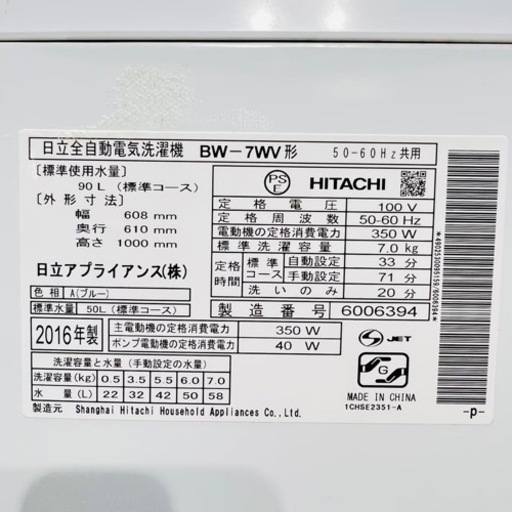 日立全自動電気洗濯機 BW-7WV形 50-60Hz共用
〔標準使用水量〕
90L（標準コース）
〔外形寸法〕
幅 608 mm
奥行 610 mm
高さ 1000 mm
日立アプライアンス(株)
色相 A(ブルー)
標準水量 50L（標準コース）
PS
E
HITACHI
定格電圧 100 V
定格周波数 50-60 Hz
電動機の定格消費電力 350 W
標準洗濯容量 7.0kg
定格時間 標準コース 自動設定 33 分
手動設定 71 分
洗いのみ 20 分
製造番号 6006394
2016年製
主電動機の定格消費電力 350 W
ポンプ電動機の定格消費電力 40 W
S JET
洗濯容量と水量（手動設定の水量）
洗濯容量(kg) 0.5 3.5 5.5 6.0 7.0
水量(L) 22 32 42 50 58
製造元 Shanghai Hitachi Household Appliances Co.,Ltd.
G
MADE IN CHINA
1CHSE2351-A
-p-